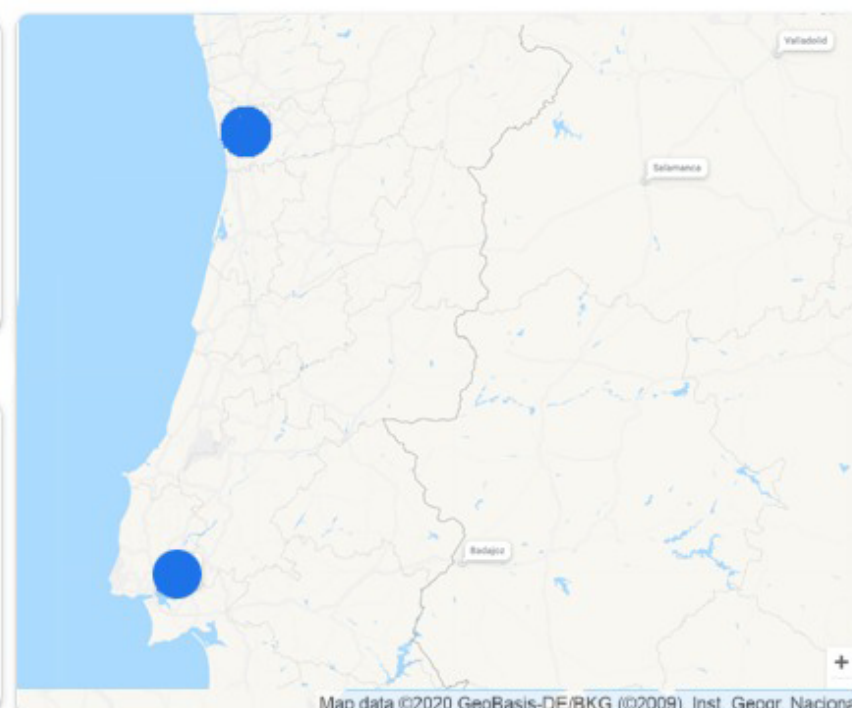 Valladolid
Salamanca
Badajoz
+
Map data ©2020 GeoBasis-DE/BKG (©2009), Inst. Geogr. Naciona